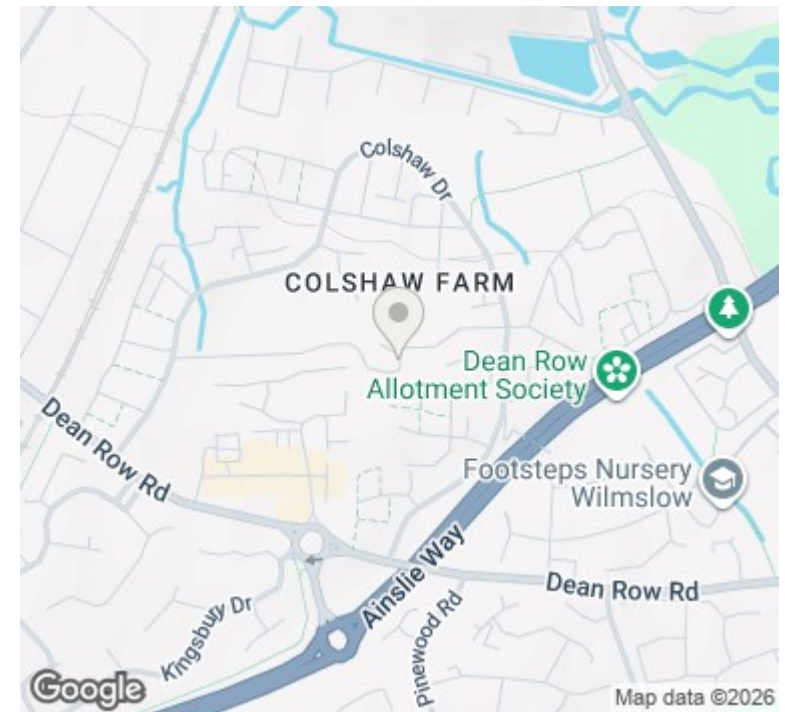 Colshaw Dr
COLSHAW FARM
Dean Row
Allotment Society
Dean Row Rd
Footsteps Nursery
Wilmslow
Ainslie Way
Dean Row Rd
Kingsbury Dr
Pinewood Rd
Google
Map data ©2026